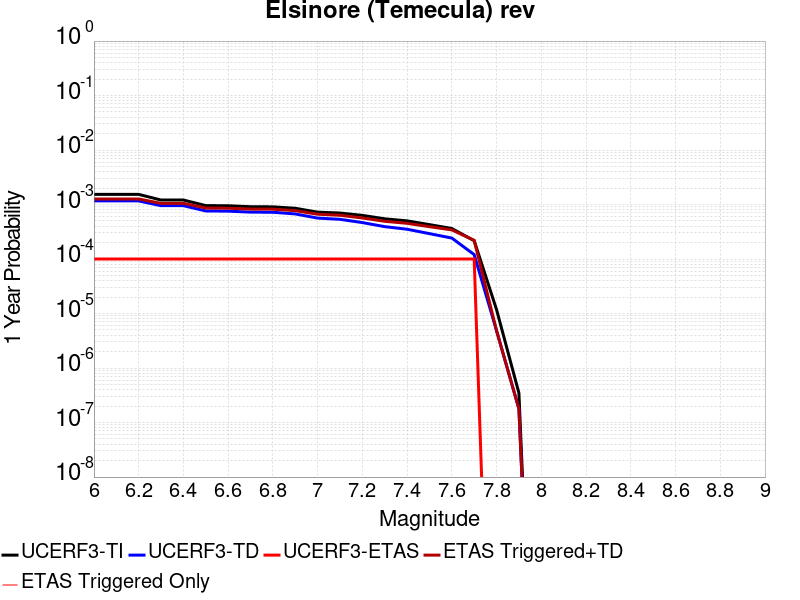 Elsinore (Temecula) rev
10^0
10^-1
10^-2
10^-3
10^-4
10^-5
10^-6
10^-7
10^-8
1 Year Probability
6 6.2 6.4 6.6 6.8 7 7.2 7.4 7.6 7.8 8 8.2 8.4 8.6 8.8 9
Magnitude
UCERF3-TI UCERF3-TD UCERF3-ETAS ETAS Triggered+TD
ETAS Triggered Only